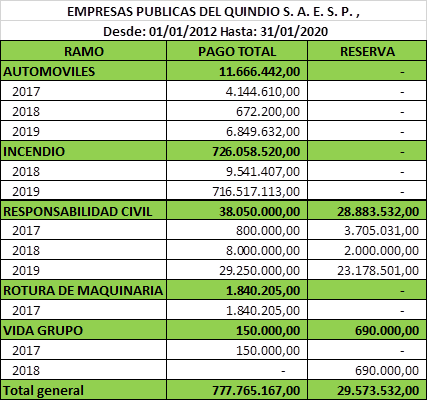 EMPRESAS PUBLICAS DEL QUINDIO S. A. E. S. P. ,
Desde: 01/01/2012 Hasta: 31/01/2020
RAMO PAGO TOTAL RESERVA
AUTOMOVILES 11.666.442,00 -
2017 4.144.610,00 -
2018 672.200,00 -
2019 6.849.632,00 -
INCENDIO 726.058.520,00 -
2018 9.541.407,00 -
2019 716.517.113,00 -
RESPONSABILIDAD CIVIL 38.050.000,00 28.883.532,00
2017 800.000,00 3.705.031,00
2018 8.000.000,00 2.000.000,00
2019 29.250.000,00 23.178.501,00
ROTURA DE MAQUINARIA 1.840.205,00 -
2017 1.840.205,00 -
VIDA GRUPO 150.000,00 690.000,00
2017 150.000,00 -
2018 - 690.000,00
Total general 777.765.167,00 29.573.532,00